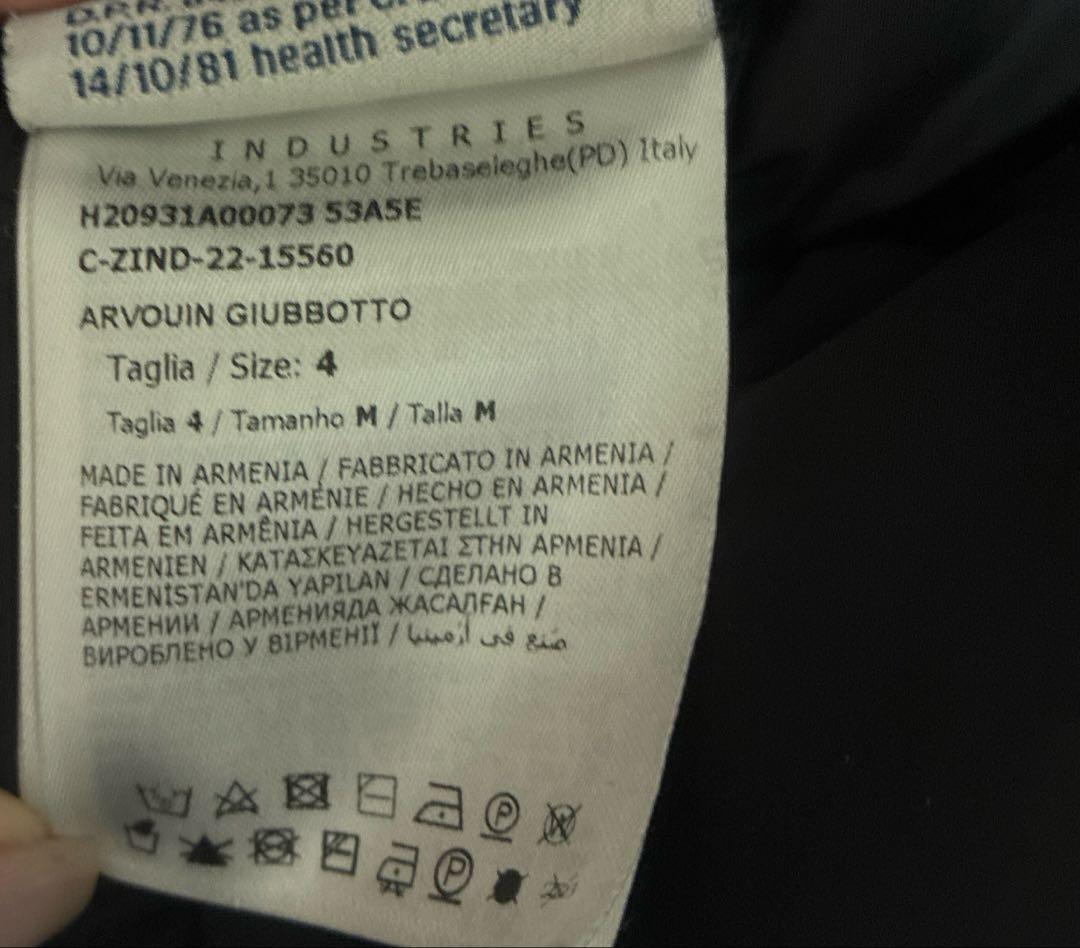 10/11/76 as per
14/10/81 health secretary
INDUSTRIES
Via Venezia,1 35010 Trebaseleghe(PD) Italy
H20931A00073 53A5E
C-ZIND-22-15560
ARVOUIN GIUBBOTTO
Taglia / Size: 4
Taglia 4 / Tamanho M / Talla M
MADE IN ARMENIA / FABBRICATO IN ARMENIA /
FABRIQUÉ EN ARMÉNIE / HECHO EN ARMENIA /
FEITA EM ARMÊNIA / HERGESTELLT IN
ARMENIEN / ΚΑΤΑΣΚΕΥΑΖΕΤΑΙ ΣΤΗΝ ΑΡΜΕΝΙΑ /
ERMENİSTAN'DA YAPILAN / СДЕЛАНО В
АРМЕНИИ / АРМЕНИЯДА ЖАСАЛҒАН /
ВИРОБЛЕНО У ВІРМЕНІЇ / صنع في أرمينيا